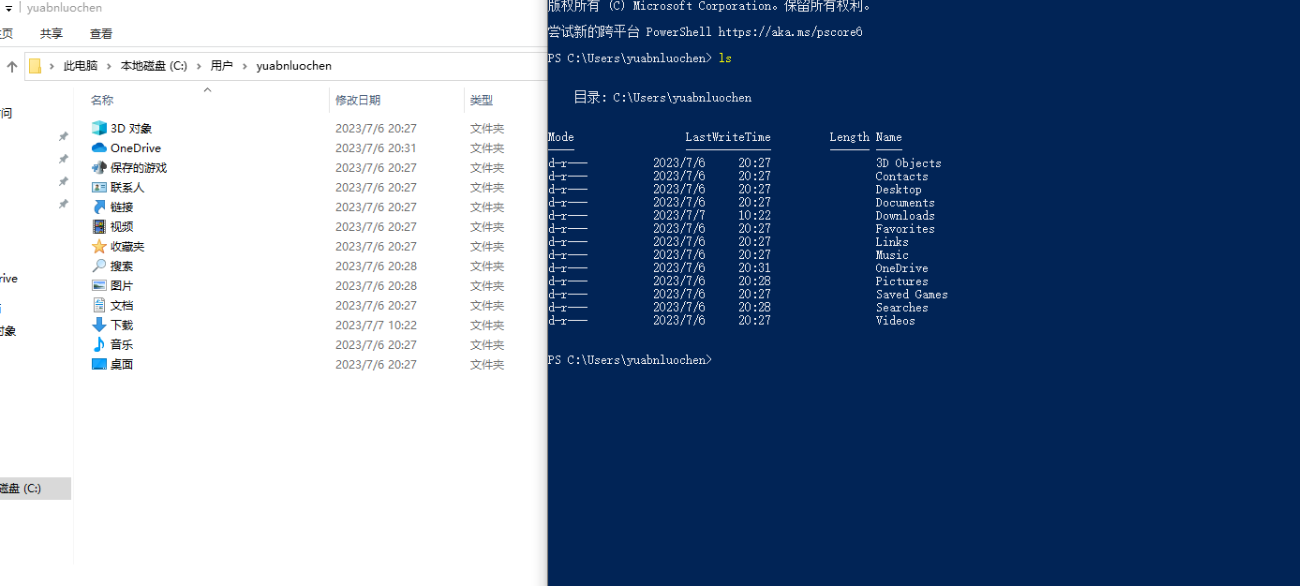 yuabnluochen
主页 共享 查看
此电脑 › 本地磁盘 (C:) › 用户 › yuabnluochen
名称 修改日期 类型
3D 对象 2023/7/6 20:27 文件夹
OneDrive 2023/7/6 20:31 文件夹
保存的游戏 2023/7/6 20:27 文件夹
联系人 2023/7/6 20:27 文件夹
链接 2023/7/6 20:27 文件夹
视频 2023/7/6 20:27 文件夹
收藏夹 2023/7/6 20:27 文件夹
搜索 2023/7/6 20:28 文件夹
图片 2023/7/6 20:28 文件夹
文档 2023/7/6 20:27 文件夹
下载 2023/7/7 10:22 文件夹
音乐 2023/7/6 20:27 文件夹
桌面 2023/7/6 20:27 文件夹
问
rive
对象
磁盘 (C:)
版权所有 (C) Microsoft Corporation。保留所有权利。
尝试新的跨平台 PowerShell https://aka.ms/pscore6
PS C:\Users\yuabnluochen> ls
目录: C:\Users\yuabnluochen
Mode LastWriteTime Length Name
---- ------------- ------ ----
d-r--- 2023/7/6 20:27 3D Objects
d-r--- 2023/7/6 20:27 Contacts
d-r--- 2023/7/6 20:27 Desktop
d-r--- 2023/7/6 20:27 Documents
d-r--- 2023/7/7 10:22 Downloads
d-r--- 2023/7/6 20:27 Favorites
d-r--- 2023/7/6 20:27 Links
d-r--- 2023/7/6 20:27 Music
d-r--- 2023/7/6 20:31 OneDrive
d-r--- 2023/7/6 20:28 Pictures
d-r--- 2023/7/6 20:27 Saved Games
d-r--- 2023/7/6 20:28 Searches
d-r--- 2023/7/6 20:27 Videos
PS C:\Users\yuabnluochen>